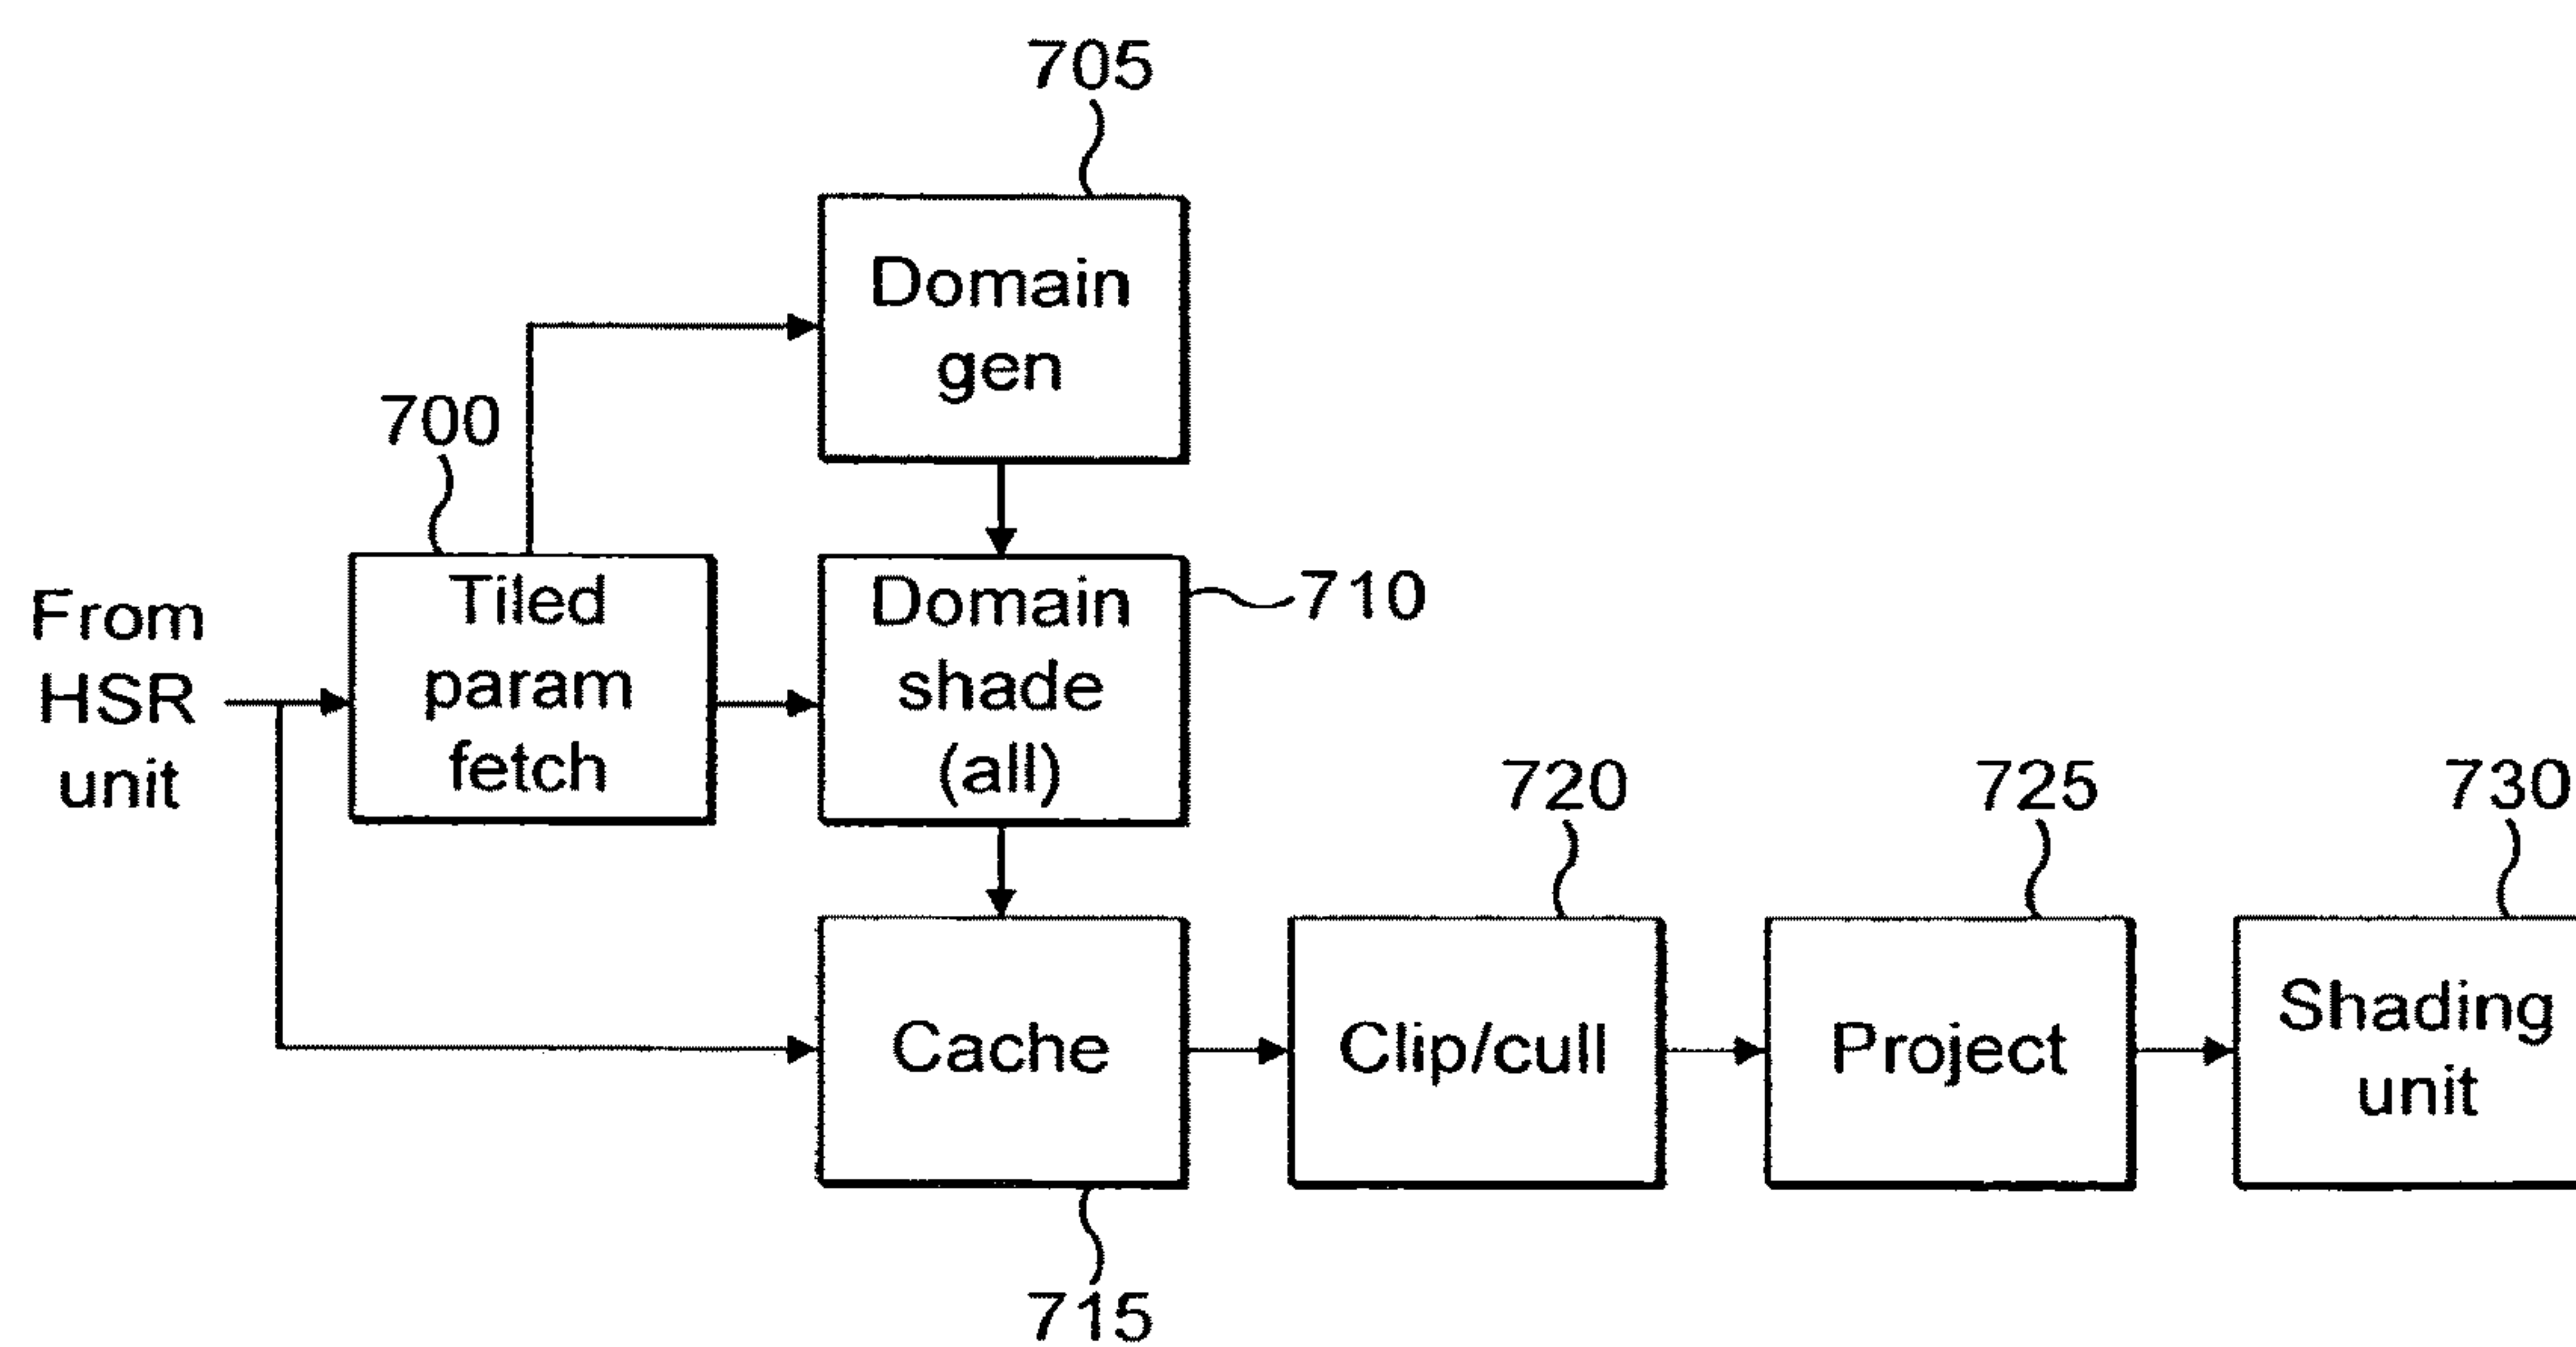 705
Domain
gen
700
Tiled
param
fetch
From
HSR
unit
Domain
shade
(all)
710
720
725
730
Cache
Clip/cull
Project
Shading
unit
715